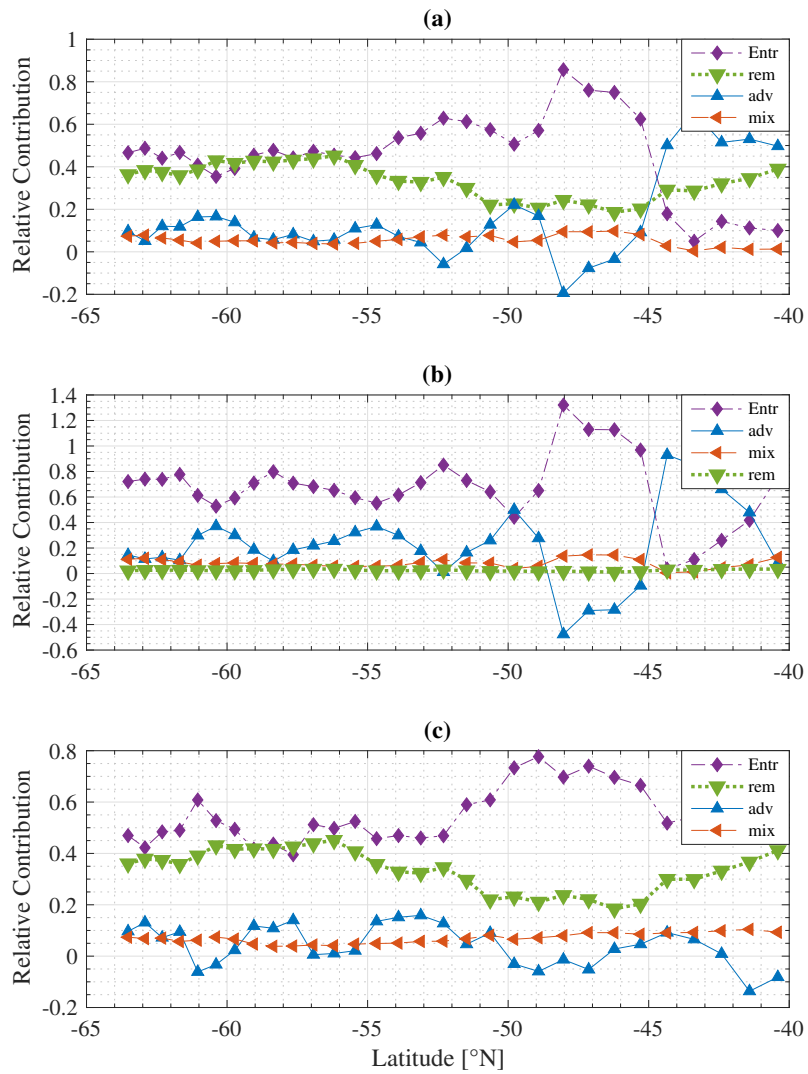 (a)
Relative Contribution
1
0.8
0.6
0.4
0.2
0
-0.2
-65 -60 -55 -50 -45 -40
Entr
rem
adv
mix
(b)
Relative Contribution
1.4
1.2
1
0.8
0.6
0.4
0.2
0
-0.2
-0.4
-0.6
-65 -60 -55 -50 -45 -40
Entr
adv
mix
rem
(c)
Relative Contribution
0.8
0.6
0.4
0.2
0
-0.2
-65 -60 -55 -50 -45 -40
Entr
rem
adv
mix
Latitude [°N]